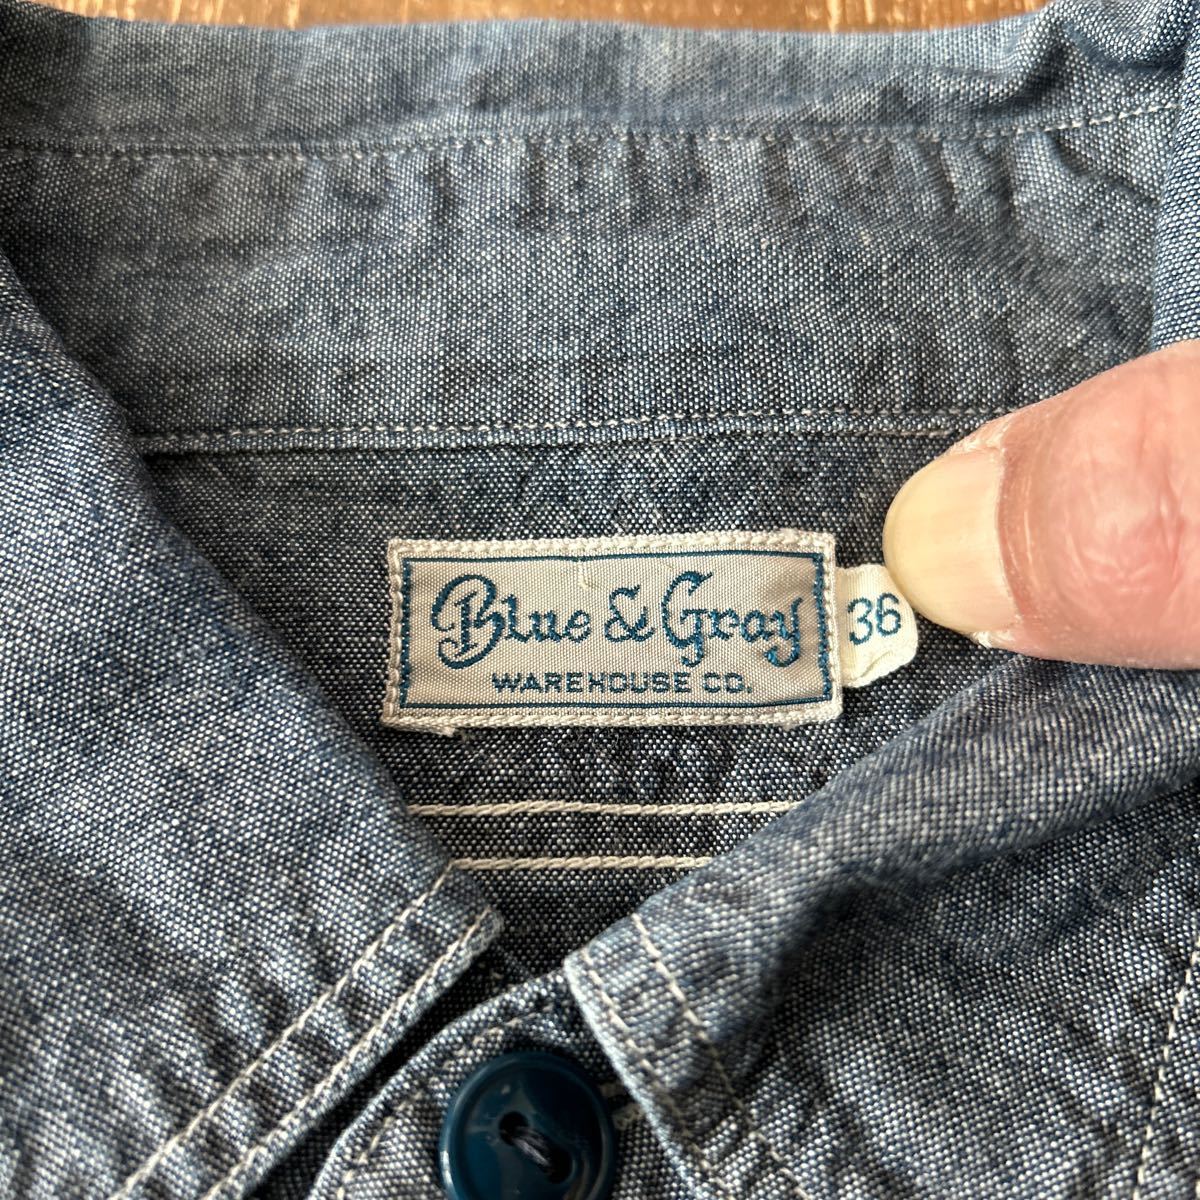 Blue & Gray
WAREHOUSE CO.
36